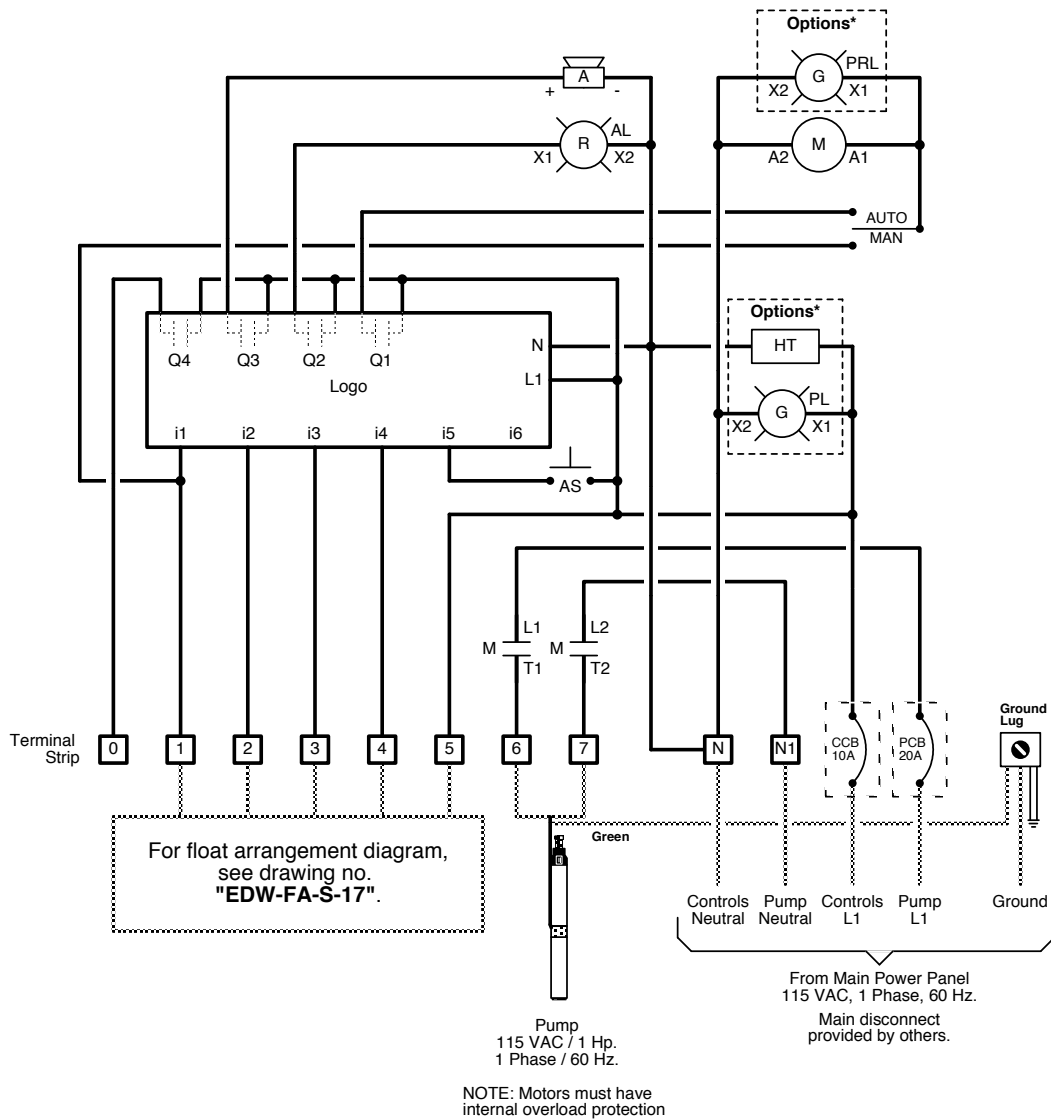 Options*
G
PRL
X2
X1
A
+
-
R
AL
X1
X2
M
A2
A1
AUTO
MAN
Q4
Q3
Q2
Q1
N
L1
Logo
i1
i2
i3
i4
i5
i6
Options*
HT
G
PL
X2
X1
AS
M
L1
T1
M
L2
T2
Terminal
Strip
0
1
2
3
4
5
6
7
N
N1
CCB
10A
PCB
20A
Ground
Lug
Green
For float arrangement diagram,
see drawing no.
"EDW-FA-S-17".
Controls
Neutral
Pump
Neutral
Controls
L1
Pump
L1
Ground
From Main Power Panel
115 VAC, 1 Phase, 60 Hz.
Main disconnect
provided by others.
Pump
115 VAC / 1 Hp.
1 Phase / 60 Hz.
NOTE: Motors must have
internal overload protection